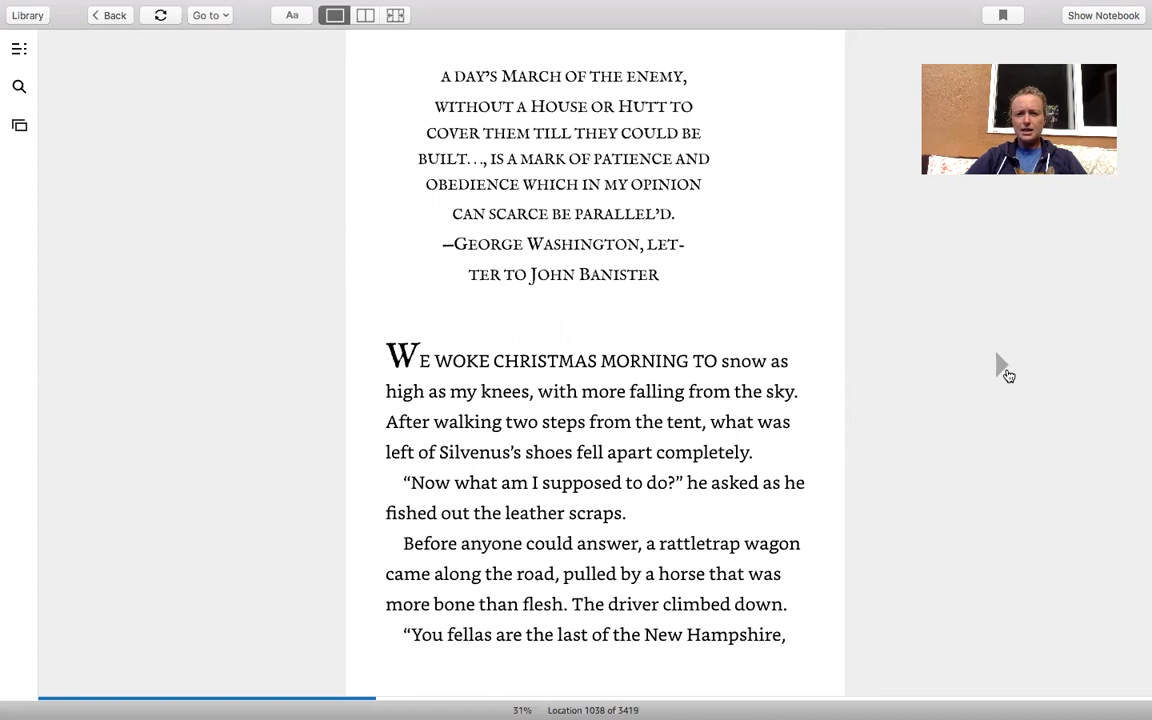 Library
Back
Go to
Aa
Show Notebook
A DAY'S MARCH OF THE ENEMY,
WITHOUT A HOUSE OR HUTT TO
COVER THEM TILL THEY COULD BE
BUILT…, IS A MARK OF PATIENCE AND
OBEDIENCE WHICH IN MY OPINION
CAN SCARCE BE PARALLEL'D.
–GEORGE WASHINGTON, LET-
TER TO JOHN BANISTER
WE WOKE CHRISTMAS MORNING TO snow as
high as my knees, with more falling from the sky.
After walking two steps from the tent, what was
left of Silvenus's shoes fell apart completely.
“Now what am I supposed to do?” he asked as he
fished out the leather scraps.
Before anyone could answer, a rattletrap wagon
came along the road, pulled by a horse that was
more bone than flesh. The driver climbed down.
“You fellas are the last of the New Hampshire,
31% Location 1038 of 3419